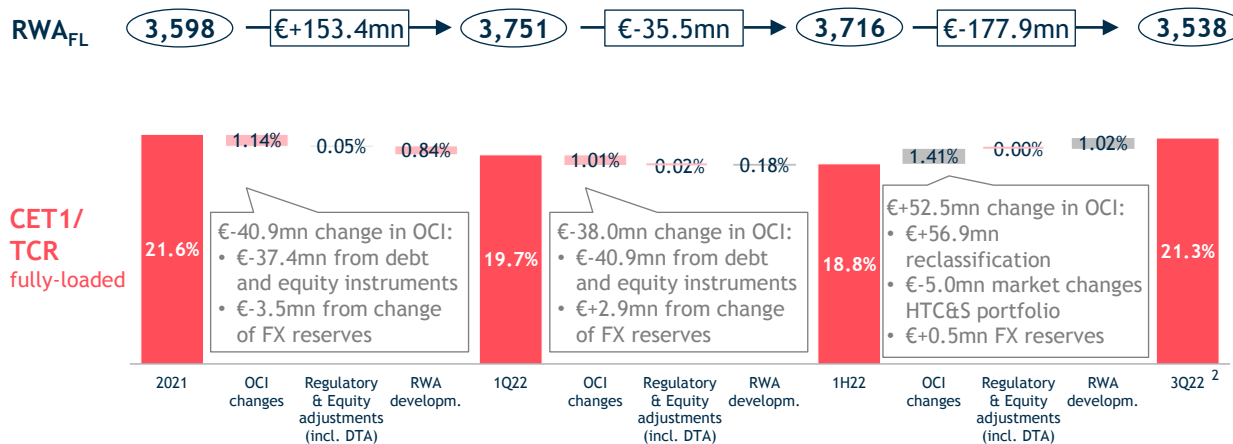 RWA_FL 3,598 €+153.4mn 3,751 €-35.5mn 3,716 €-177.9mn 3,538
1.14% 0.05% 0.84% 1.01% 0.02% 0.18% 1.41% 0.00% 1.02%
CET1/
TCR
fully-loaded
21.6% 19.7% 18.8% 21.3%
€-40.9mn change in OCI:
• €-37.4mn from debt
and equity instruments
• €-3.5mn from change
of FX reserves
€-38.0mn change in OCI:
• €-40.9mn from debt
and equity instruments
• €+2.9mn from change
of FX reserves
€+52.5mn change in OCI:
• €+56.9mn
reclassification
• €-5.0mn market changes
HTC&S portfolio
• €+0.5mn FX reserves
2021
OCI
changes
Regulatory
& Equity
adjustments
(incl. DTA)
RWA
developm.
1Q22
OCI
changes
Regulatory
& Equity
adjustments
(incl. DTA)
RWA
developm.
1H22
OCI
changes
Regulatory
& Equity
adjustments
(incl. DTA)
RWA
developm.
3Q22 2